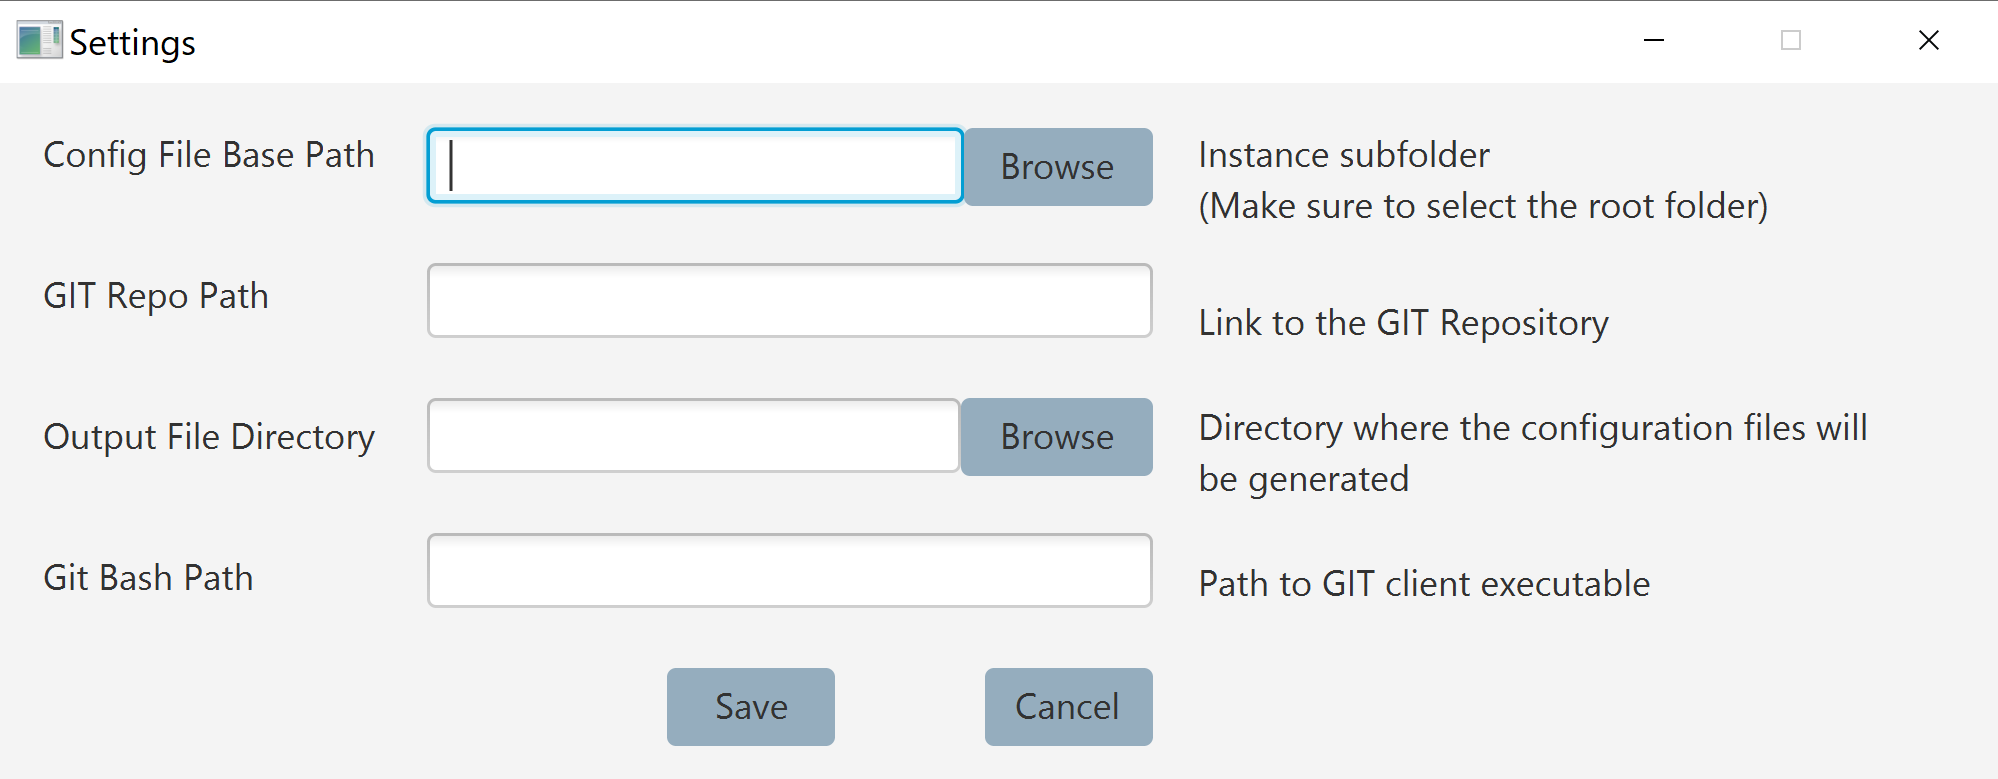 Settings
Config File Base Path
Browse
Instance subfolder
(Make sure to select the root folder)
GIT Repo Path
Link to the GIT Repository
Output File Directory
Browse
Directory where the configuration files will
be generated
Git Bash Path
Path to GIT client executable
Save
Cancel